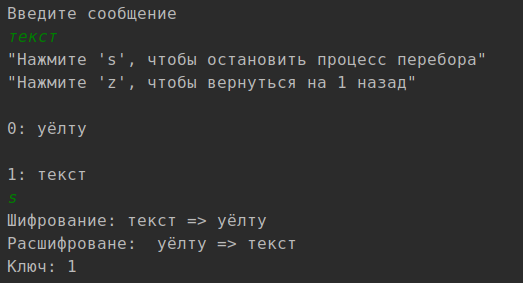 Введите сообщение
текст
"Нажмите 's', чтобы остановить процесс перебора"
"Нажмите 'z', чтобы вернуться на 1 назад"
0: уёлту
1: текст
s
Шифрование: текст => уёлту
Расшифроване:  уёлту => текст
Ключ: 1